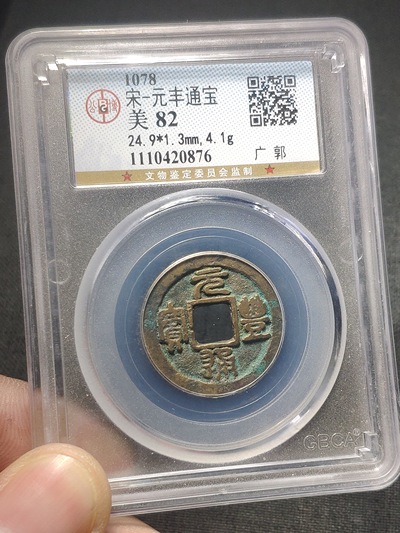 1078
宋-元丰通宝
美 82
24.9*1.3mm, 4.1g
1110420876
广 郭
文物鉴定委员会监制
元豐通寳
GBCA